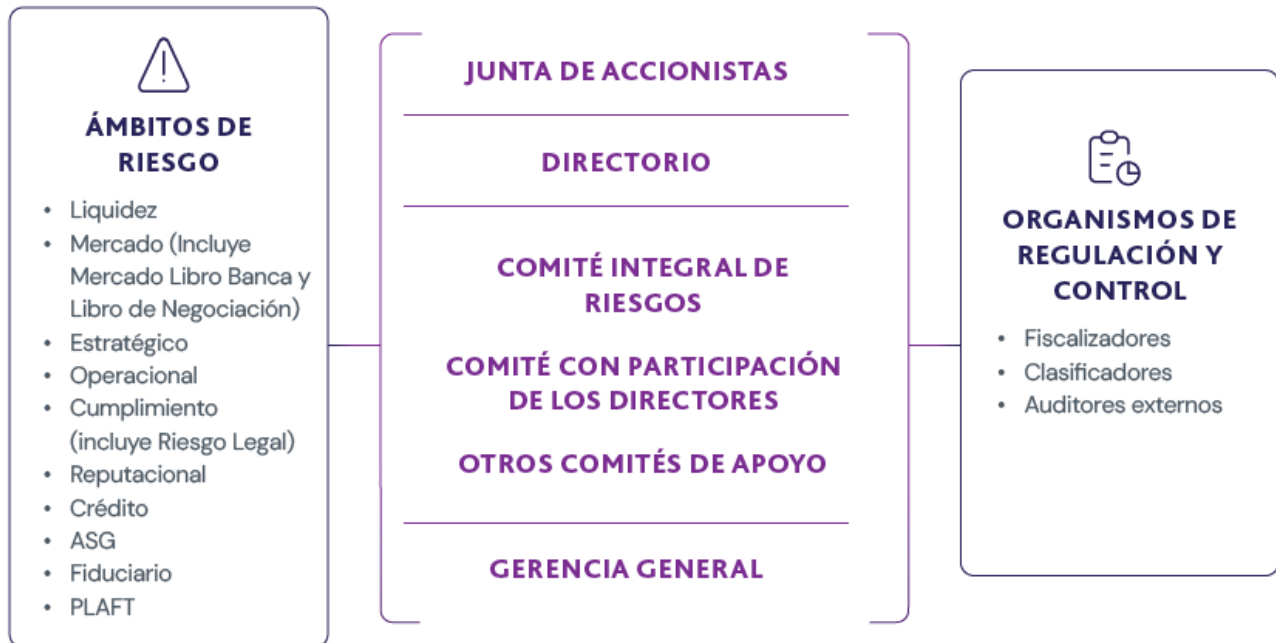 ÁMBITOS DE
RIESGO
• Liquidez
• Mercado (Incluye
Mercado Libro Banca y
Libro de Negociación)
• Estratégico
• Operacional
• Cumplimiento
(incluye Riesgo Legal)
• Reputacional
• Crédito
• ASG
• Fiduciario
• PLAFT
JUNTA DE ACCIONISTAS
DIRECTORIO
COMITÉ INTEGRAL DE
RIESGOS
COMITÉ CON PARTICIPACIÓN
DE LOS DIRECTORES
OTROS COMITÉS DE APOYO
GERENCIA GENERAL
ORGANISMOS DE
REGULACIÓN Y
CONTROL
• Fiscalizadores
• Clasificadores
• Auditores externos